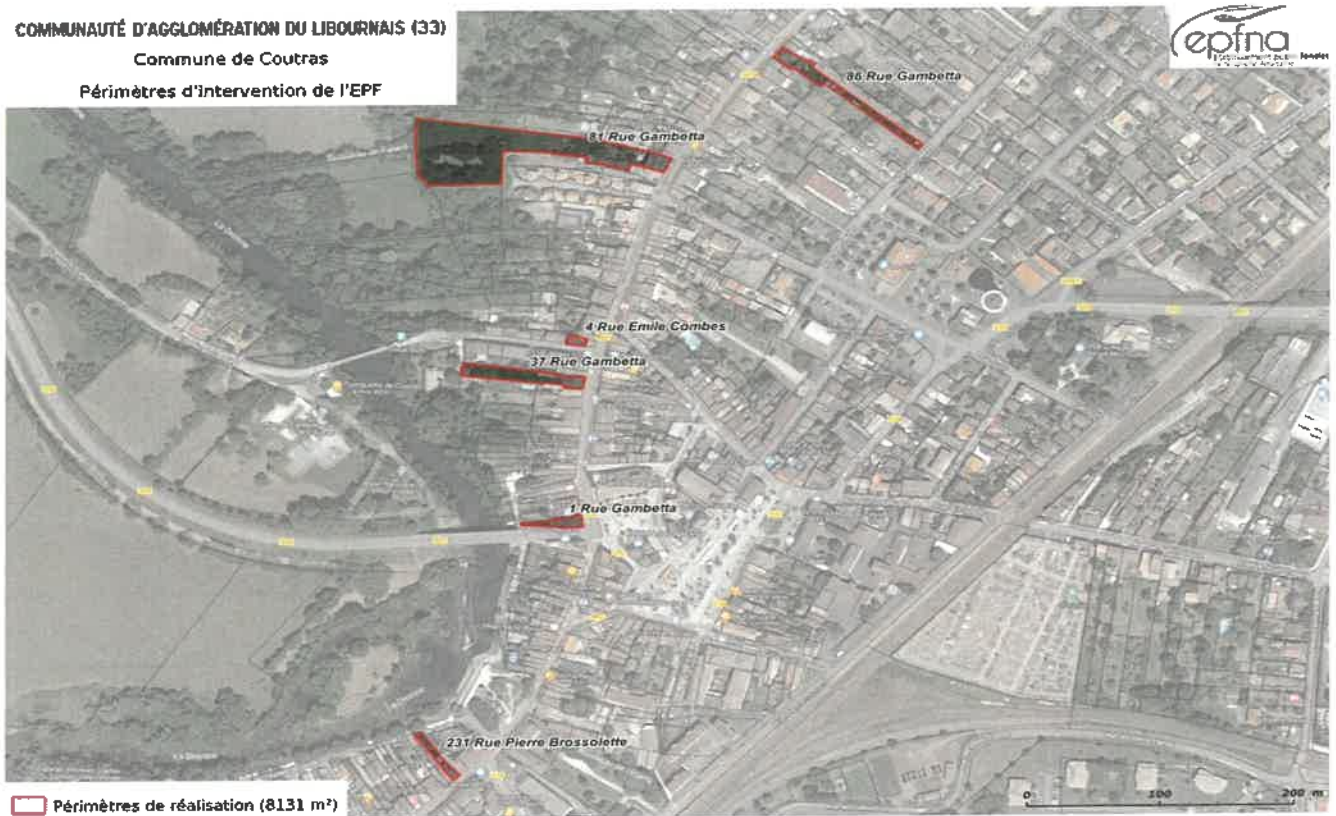 COMMUNAUTÉ D'AGGLOMÉRATION DU LIBOURNAIS (33)
Commune de Coutras
Périmètres d'intervention de l'EPF
epfna
86 Rue Gambetta
81 Rue Gambetta
4 Rue Emile Combes
37 Rue Gambetta
1 Rue Gambetta
231 Rue Pierre Brossolette
Périmètres de réalisation (8131 m²)
0 100 200 m